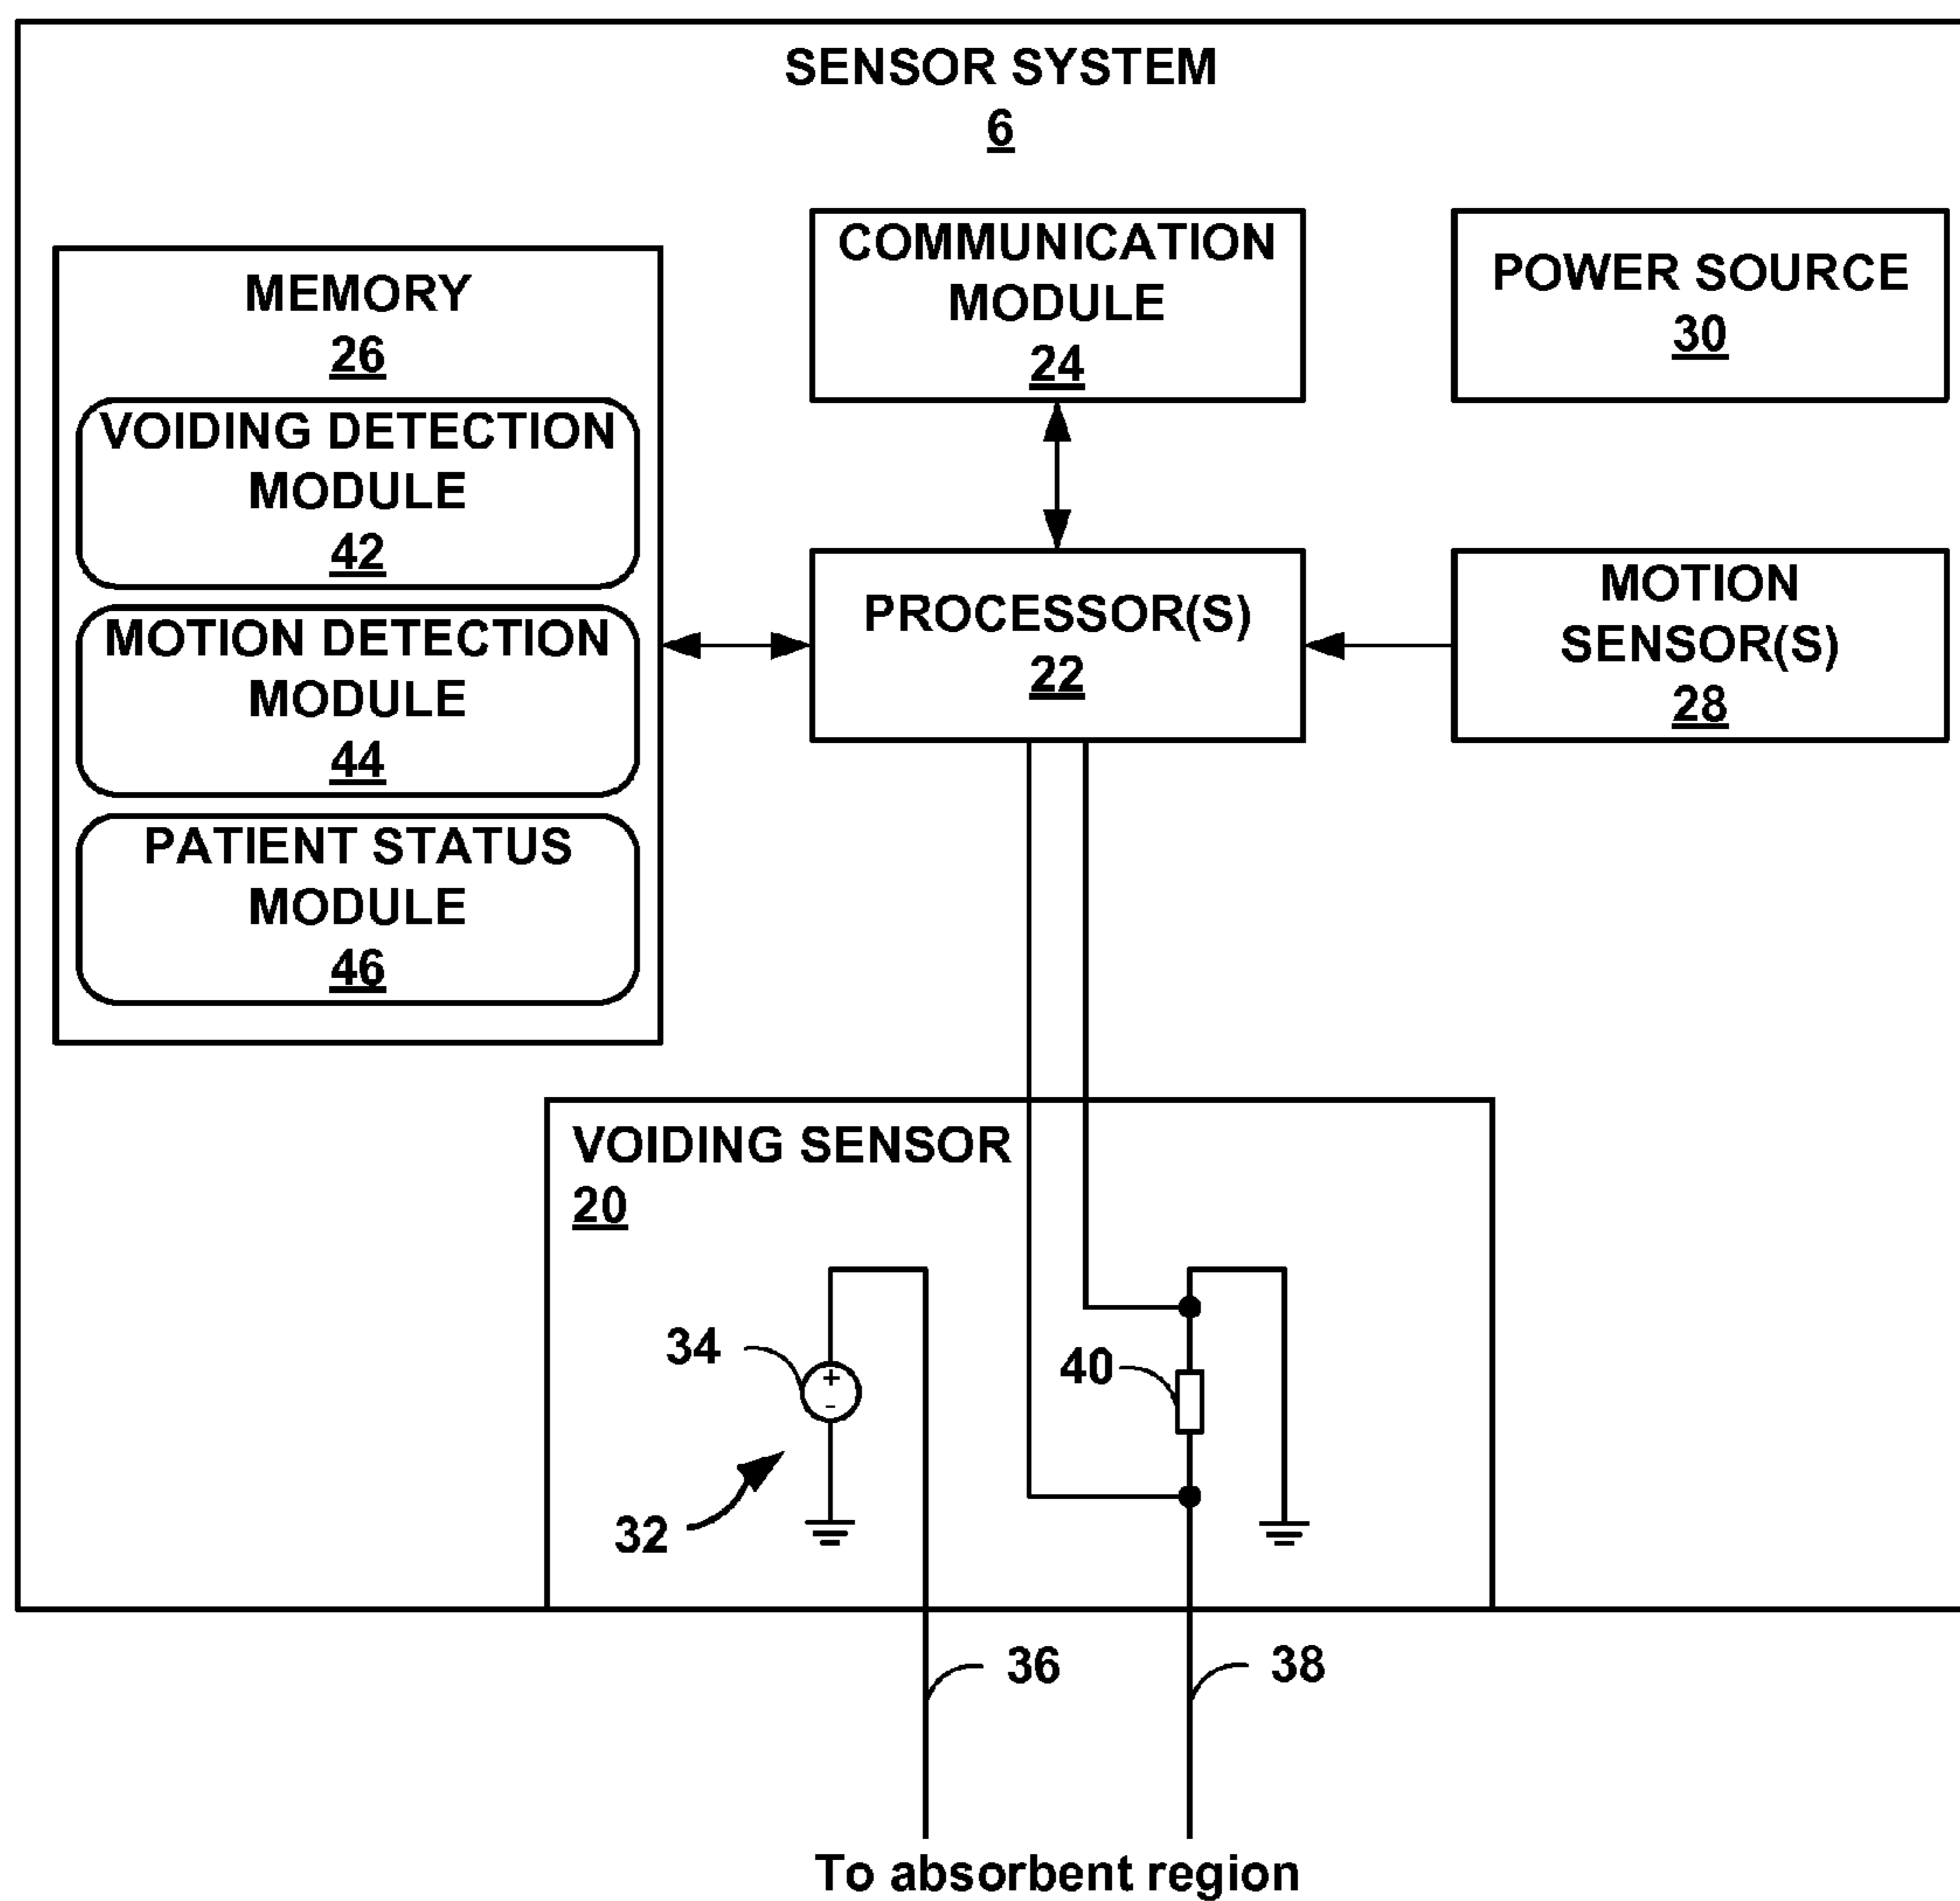 SENSOR SYSTEM
6
COMMUNICATION
MODULE
24
POWER SOURCE
30
MEMORY
26
VOIDING DETECTION
MODULE
42
MOTION DETECTION
MODULE
44
PATIENT STATUS
MODULE
46
PROCESSOR(S)
22
MOTION
SENSOR(S)
28
VOIDING SENSOR
20
34
+
-
32
40
36
38
To absorbent region